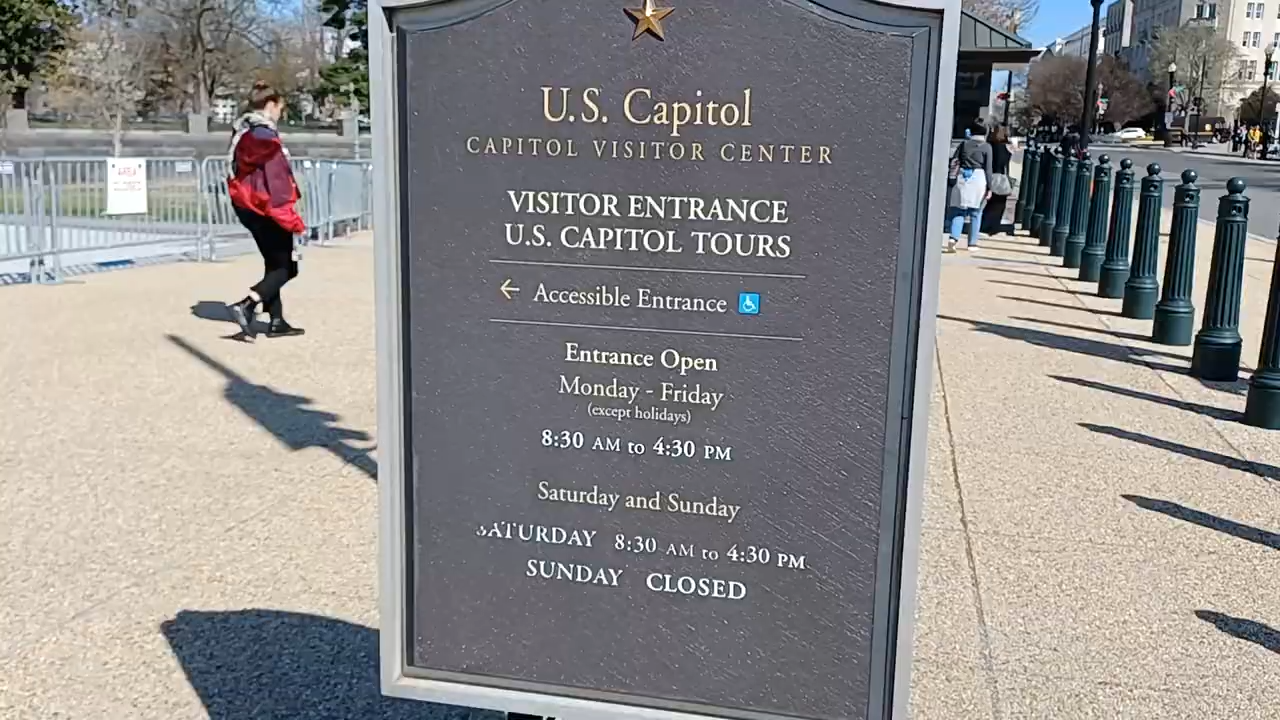 U.S. Capitol
CAPITOL VISITOR CENTER
VISITOR ENTRANCE
U.S. CAPITOL TOURS
← Accessible Entrance
Entrance Open
Monday - Friday
(except holidays)
8:30 AM to 4:30 PM
Saturday and Sunday
SATURDAY 8:30 AM to 4:30 PM
SUNDAY CLOSED
AREA